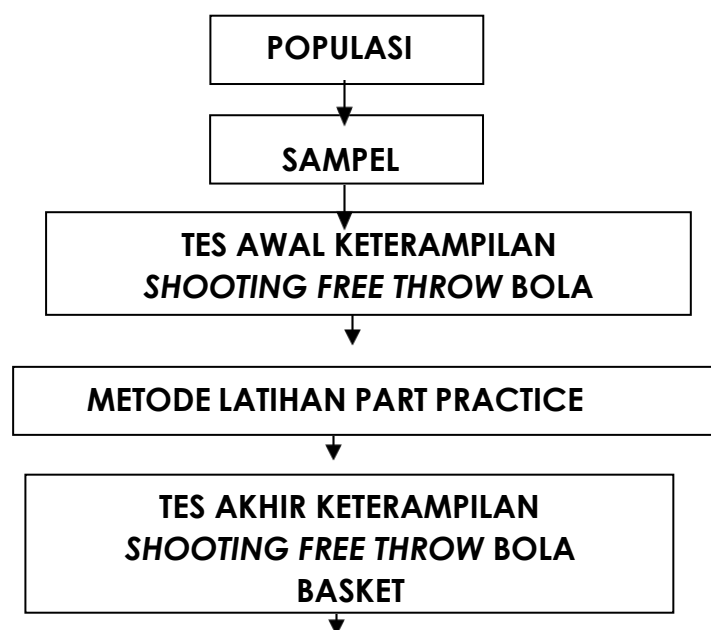 POPULASI
SAMPEL
TES AWAL KETERAMPILAN
SHOOTING FREE THROW BOLA
METODE LATIHAN PART PRACTICE
TES AKHIR KETERAMPILAN
SHOOTING FREE THROW BOLA
BASKET